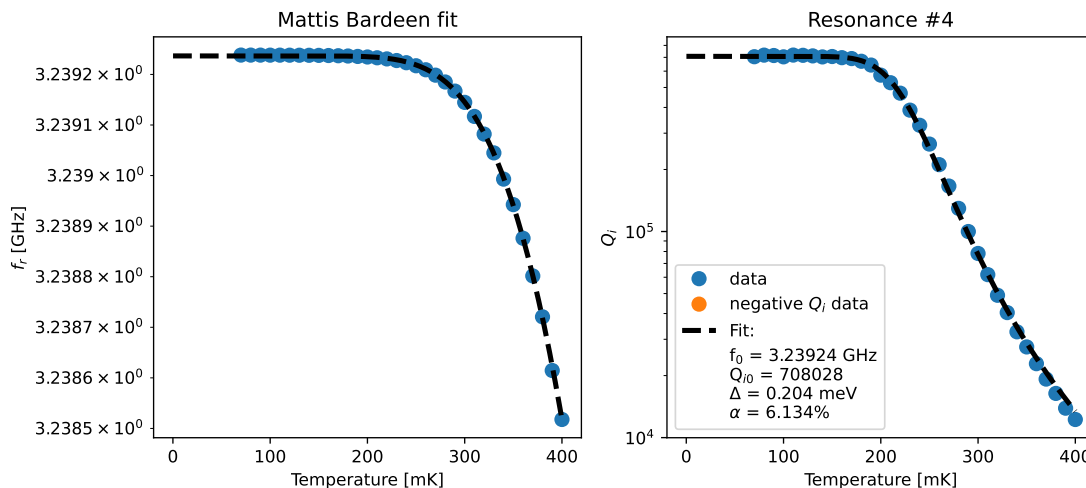 Mattis Bardeen fit
3.2392 × 10⁰
3.2391 × 10⁰
3.239 × 10⁰
3.2389 × 10⁰
3.2388 × 10⁰
3.2387 × 10⁰
3.2386 × 10⁰
3.2385 × 10⁰
f_r [GHz]
0 100 200 300 400
Temperature [mK]
Resonance #4
10⁵
10⁴
Q_i
data
negative Q_i data
Fit:
f_0 = 3.23924 GHz
Q_i0 = 708028
Δ = 0.204 meV
α = 6.134%
0 100 200 300 400
Temperature [mK]